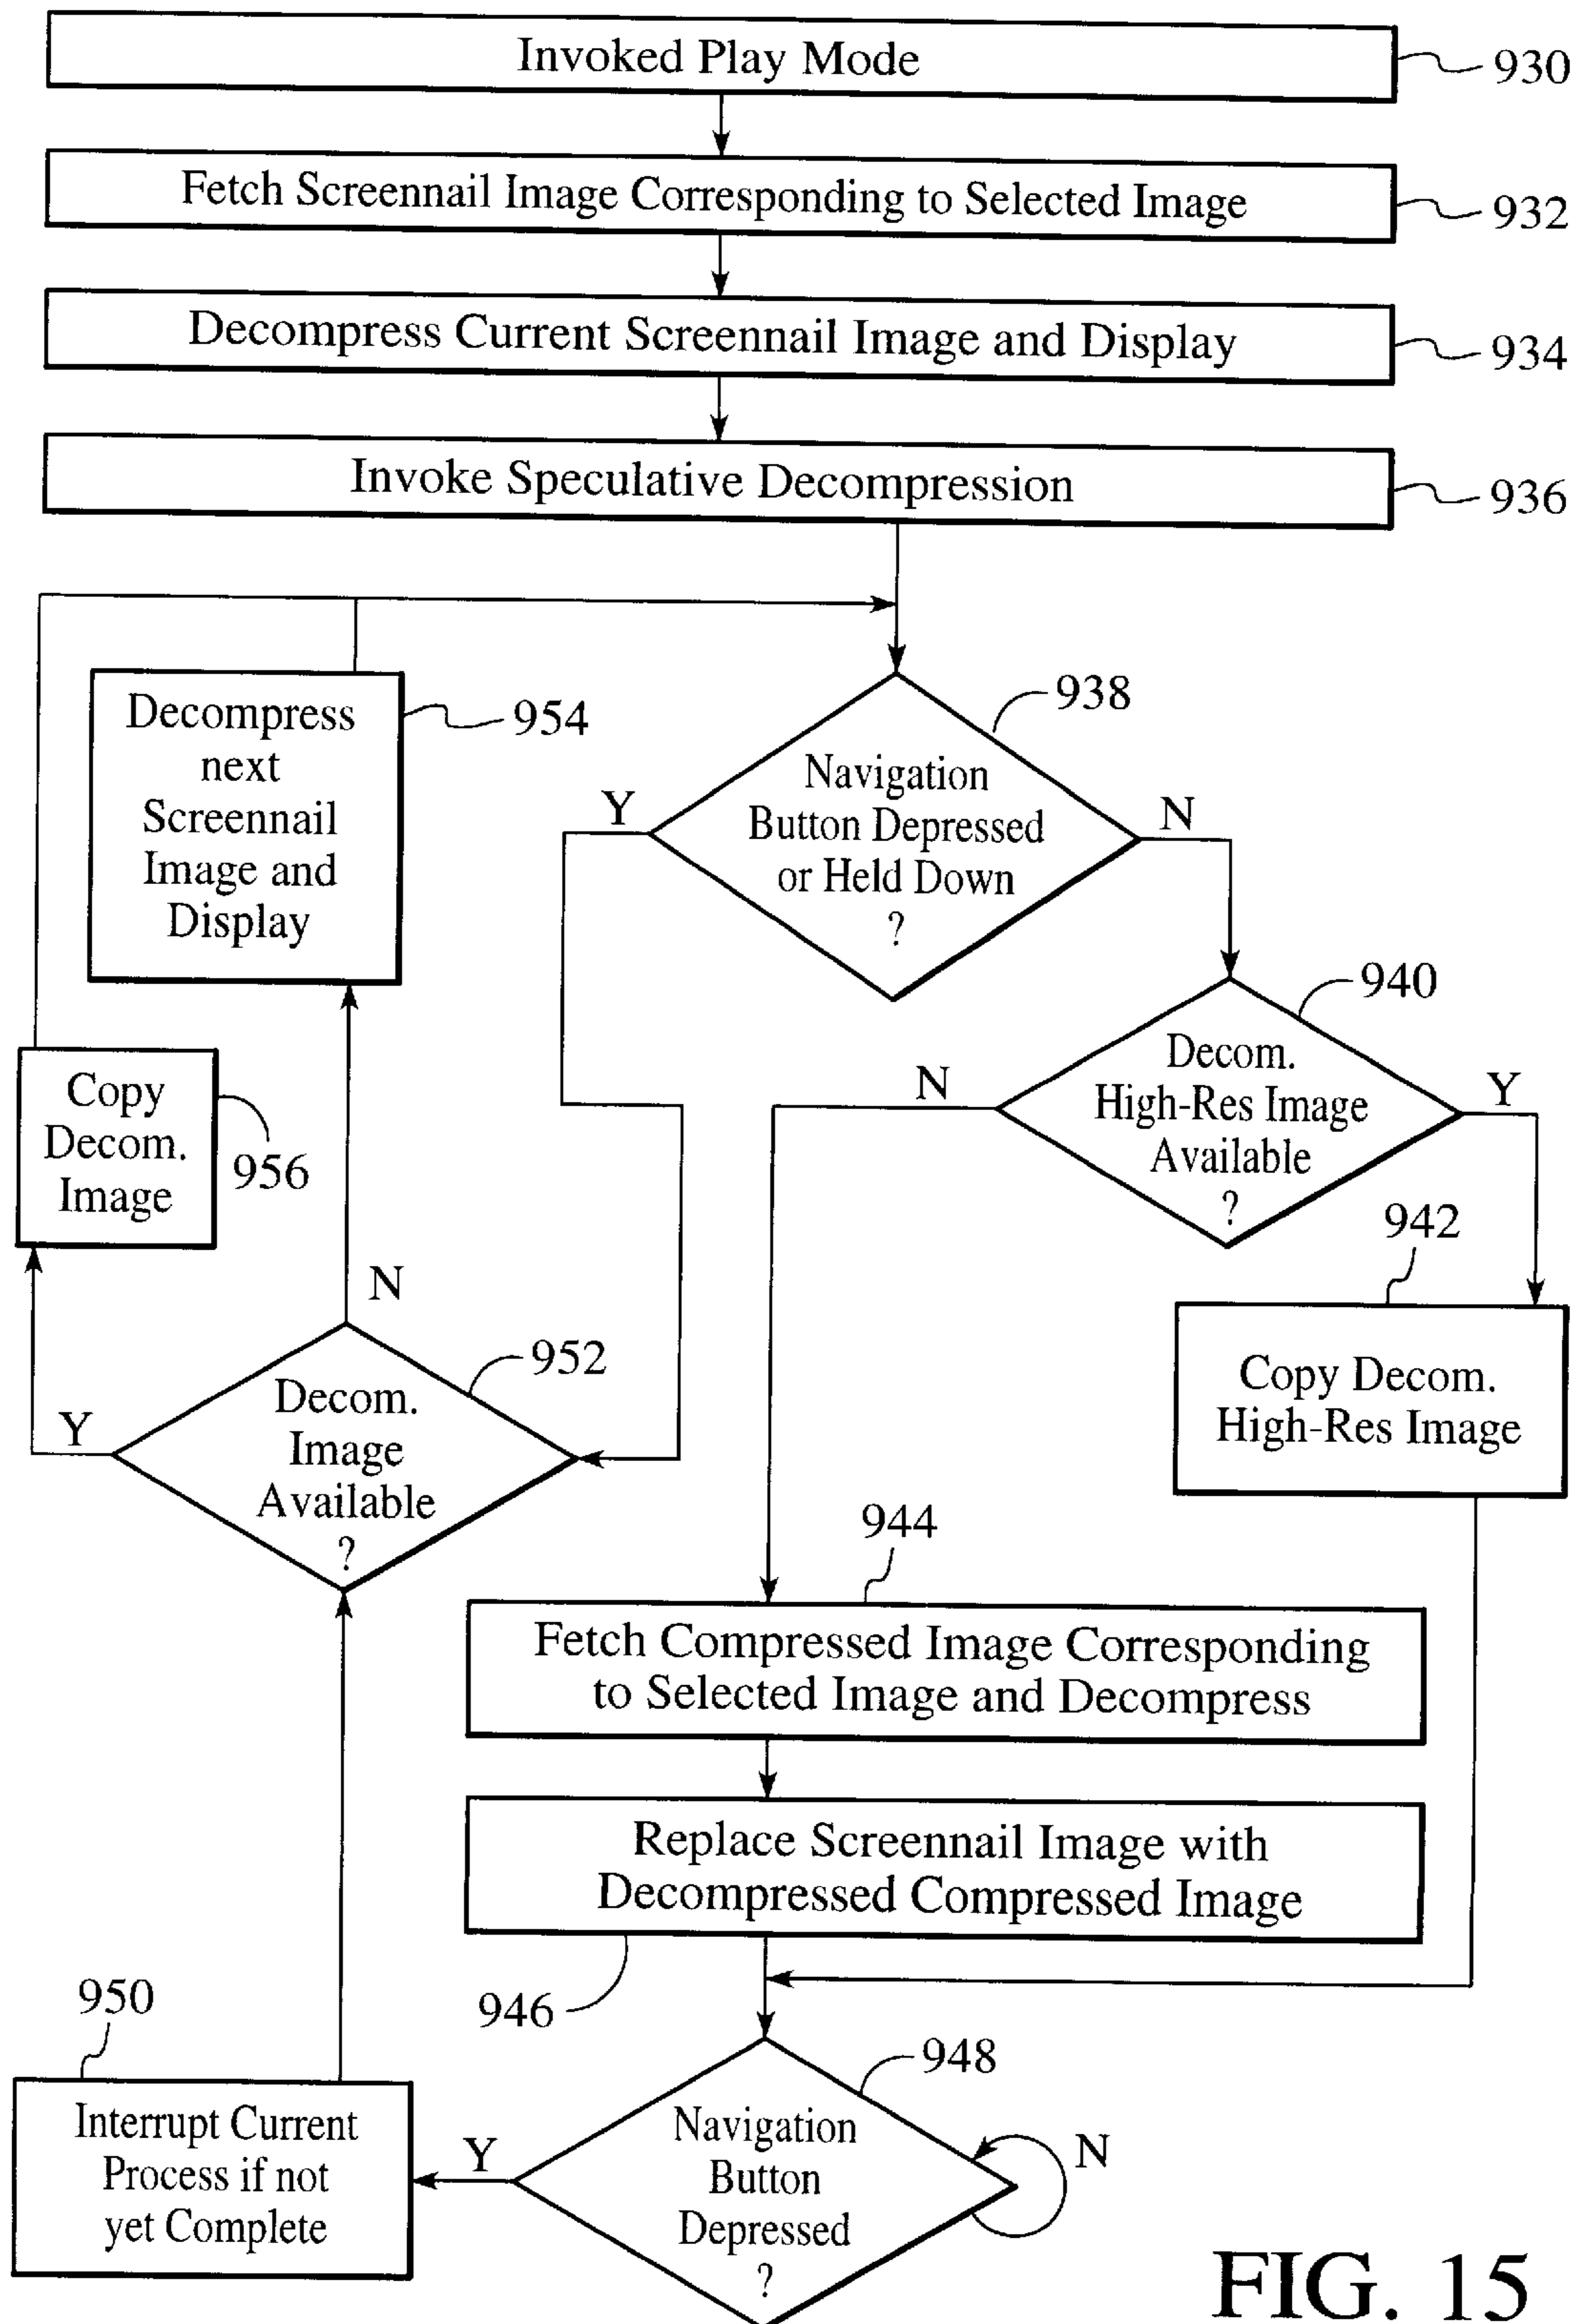 Invoked Play Mode
930
Fetch Screennail Image Corresponding to Selected Image
932
Decompress Current Screennail Image and Display
934
Invoke Speculative Decompression
936
Decompress
next
Screennail
Image and
Display
954
938
Navigation
Button Depressed
or Held Down
?
Y
N
940
Decom.
High-Res Image
Available
?
N
Y
Copy
Decom.
Image
956
942
Copy Decom.
High-Res Image
N
952
Decom.
Image
Available
?
Y
944
Fetch Compressed Image Corresponding
to Selected Image and Decompress
Replace Screennail Image with
Decompressed Compressed Image
946
950
Interrupt Current
Process if not
yet Complete
948
Navigation
Button
Depressed
?
Y
N
FIG. 15